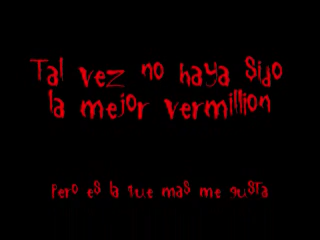 Tal vez no haya sido
la mejor vermillion
Pero es la que mas me gusta